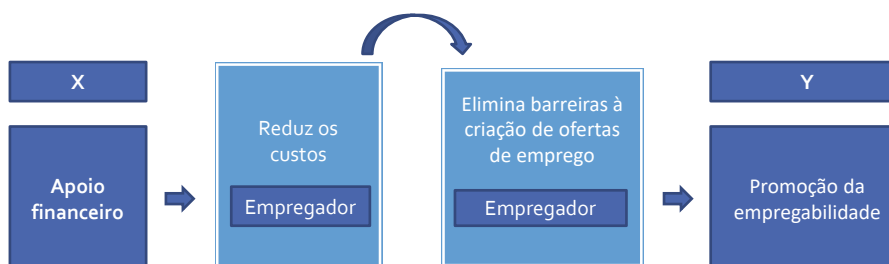 X
Apoio
financeiro
Reduz os
custos
Empregador
Elimina barreiras à
criação de ofertas
de emprego
Empregador
Y
Promoção da
empregabilidade